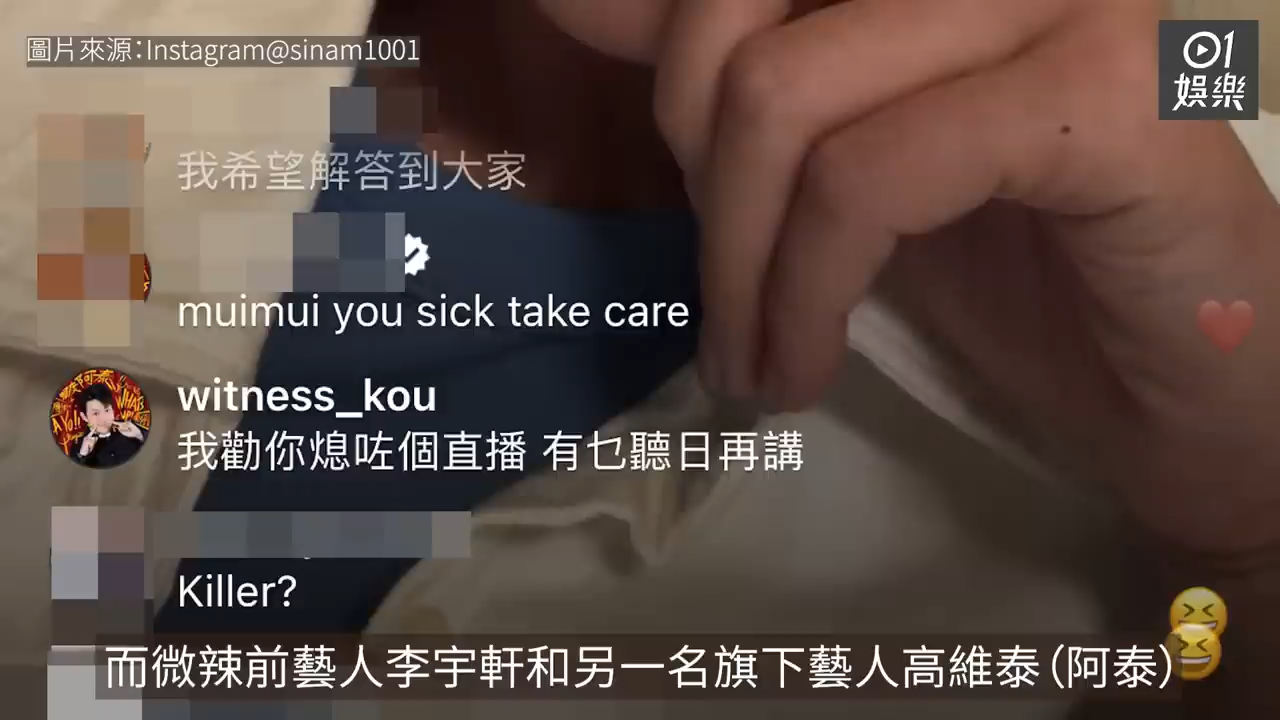 圖片來源：Instagram@sinam1001
01
娛樂
我希望解答到大家
muimui you sick take care
witness_kou
我勸你熄咗個直播 有乜聽日再講
Killer?
而微辣前藝人李宇軒和另一名旗下藝人高維泰（阿泰）